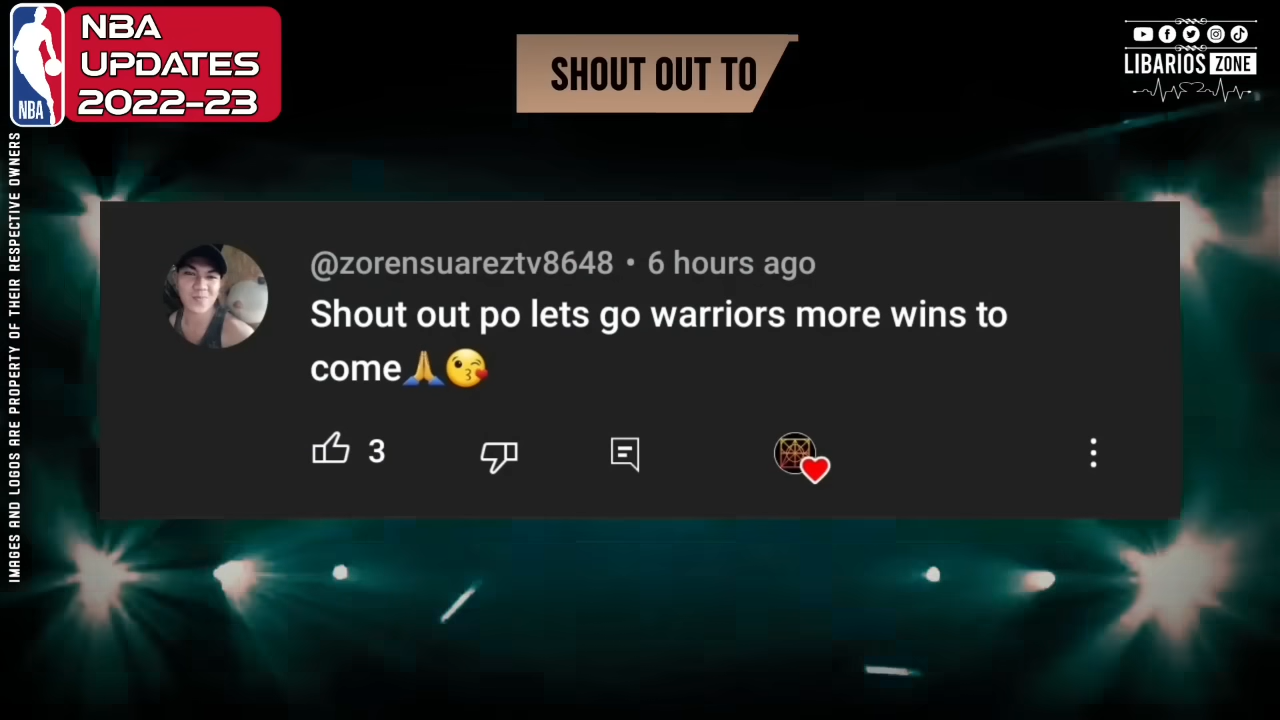 NBA
UPDATES
2022-23
NBA
SHOUT OUT TO
LIBARIOS ZONE
IMAGES AND LOGOS ARE PROPERTY OF THEIR RESPECTIVE OWNERS
@zorensuareztv8648 • 6 hours ago
Shout out po lets go warriors more wins to
come🙏😘
3